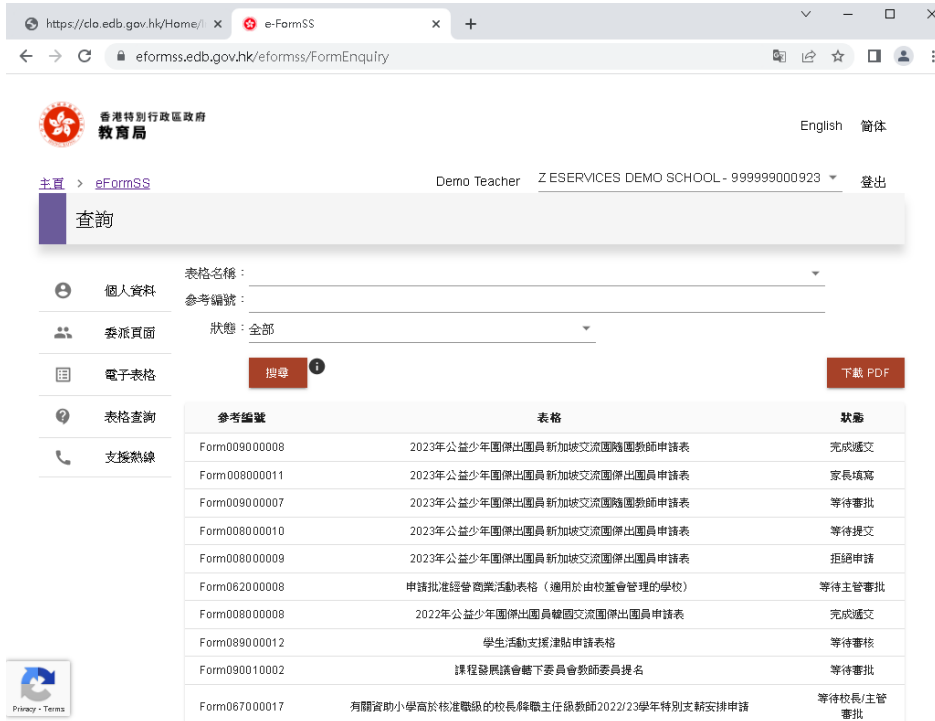 https://clo.edb.gov.hk/Home/
e-FormSS
eformss.edb.gov.hk/eformss/FormEnquiry
香港特別行政區政府
教育局
English 简体
主頁 > eFormSS
Demo Teacher Z ESERVICES DEMO SCHOOL - 999999000923 登出
查詢
個人資料
委派頁面
電子表格
表格查詢
支援熱線
表格名稱：
參考編號：
狀態：全部
搜尋
下載 PDF
參考編號 表格 狀態
Form009000008 2023年公益少年團傑出團員新加坡交流團隨團教師申請表 完成遞交
Form008000011 2023年公益少年團傑出團員新加坡交流團傑出團員申請表 家長填寫
Form009000007 2023年公益少年團傑出團員新加坡交流團隨團教師申請表 等待審批
Form008000010 2023年公益少年團傑出團員新加坡交流團傑出團員申請表 等待提交
Form008000009 2023年公益少年團傑出團員新加坡交流團傑出團員申請表 拒絕申請
Form062000008 申請批准經營商業活動表格（適用於由校董會管理的學校） 等待主管審批
Form008000008 2022年公益少年團傑出團員韓國交流團傑出團員申請表 完成遞交
Form089000012 學生活動支援津貼申請表格 等待審核
Form090010002 課程發展議會轄下委員會教師委員提名 等待審批
Form067000017 有關資助小學高於核准職級的校長/降職主任級教師2022/23學年特別支薪安排申請 等待校長/主管
審批
Privacy - Terms